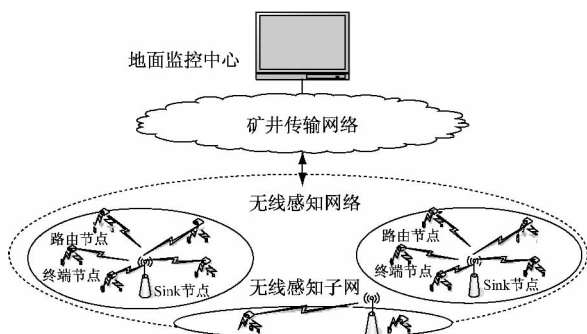 地面监控中心
矿井传输网络
无线感知网络
路由节点
终端节点
Sink节点
路由节点
终端节点
Sink节点
无线感知子网